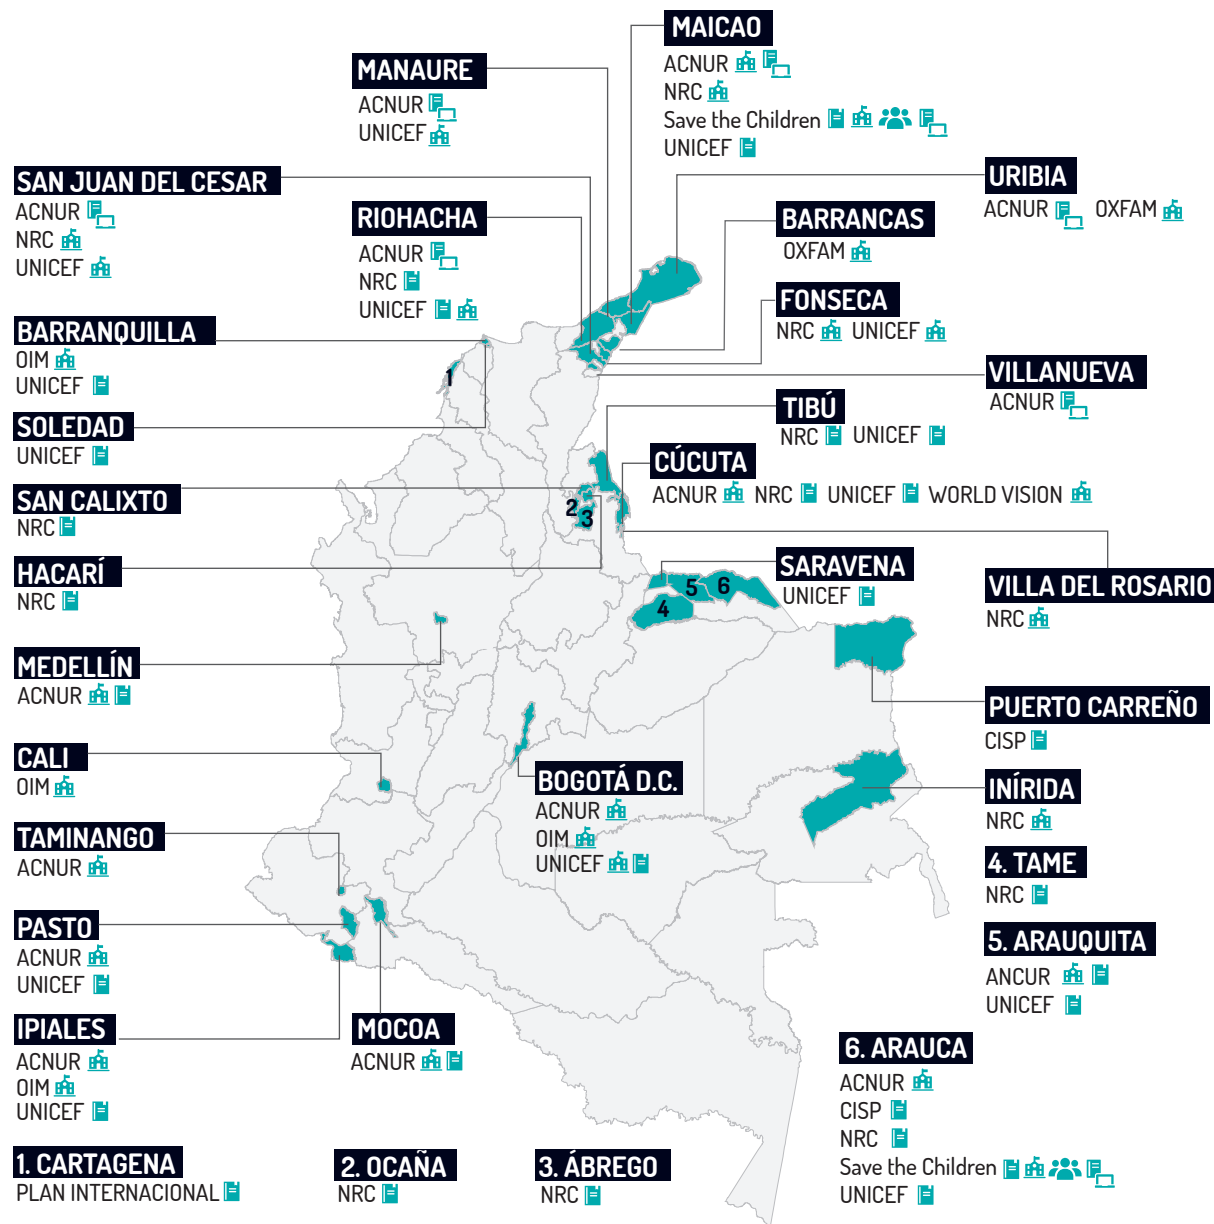 MAICAO
ACNUR
NRC
Save the Children
UNICEF
MANAURE
ACNUR
UNICEF
SAN JUAN DEL CESAR
ACNUR
NRC
UNICEF
RIOHACHA
ACNUR
NRC
UNICEF
URIBIA
ACNUR OXFAM
BARRANCAS
OXFAM
FONSECA
NRC UNICEF
BARRANQUILLA
OIM
UNICEF
VILLANUEVA
ACNUR
TIBÚ
NRC UNICEF
SOLEDAD
UNICEF
CÚCUTA
ACNUR NRC UNICEF WORLD VISION
SAN CALIXTO
NRC
HACARÍ
NRC
SARAVENA
UNICEF
VILLA DEL ROSARIO
NRC
MEDELLÍN
ACNUR
PUERTO CARREÑO
CISP
CALI
OIM
BOGOTÁ D.C.
ACNUR
OIM
UNICEF
INÍRIDA
NRC
TAMINANGO
ACNUR
4. TAME
NRC
PASTO
ACNUR
UNICEF
5. ARAUQUITA
ANCUR
UNICEF
IPIALES
ACNUR
OIM
UNICEF
MOCOA
ACNUR
6. ARAUCA
ACNUR
CISP
NRC
Save the Children
UNICEF
1. CARTAGENA
PLAN INTERNACIONAL
2. OCAÑA
NRC
3. ÁBREGO
NRC
1
2
3
4
5
6